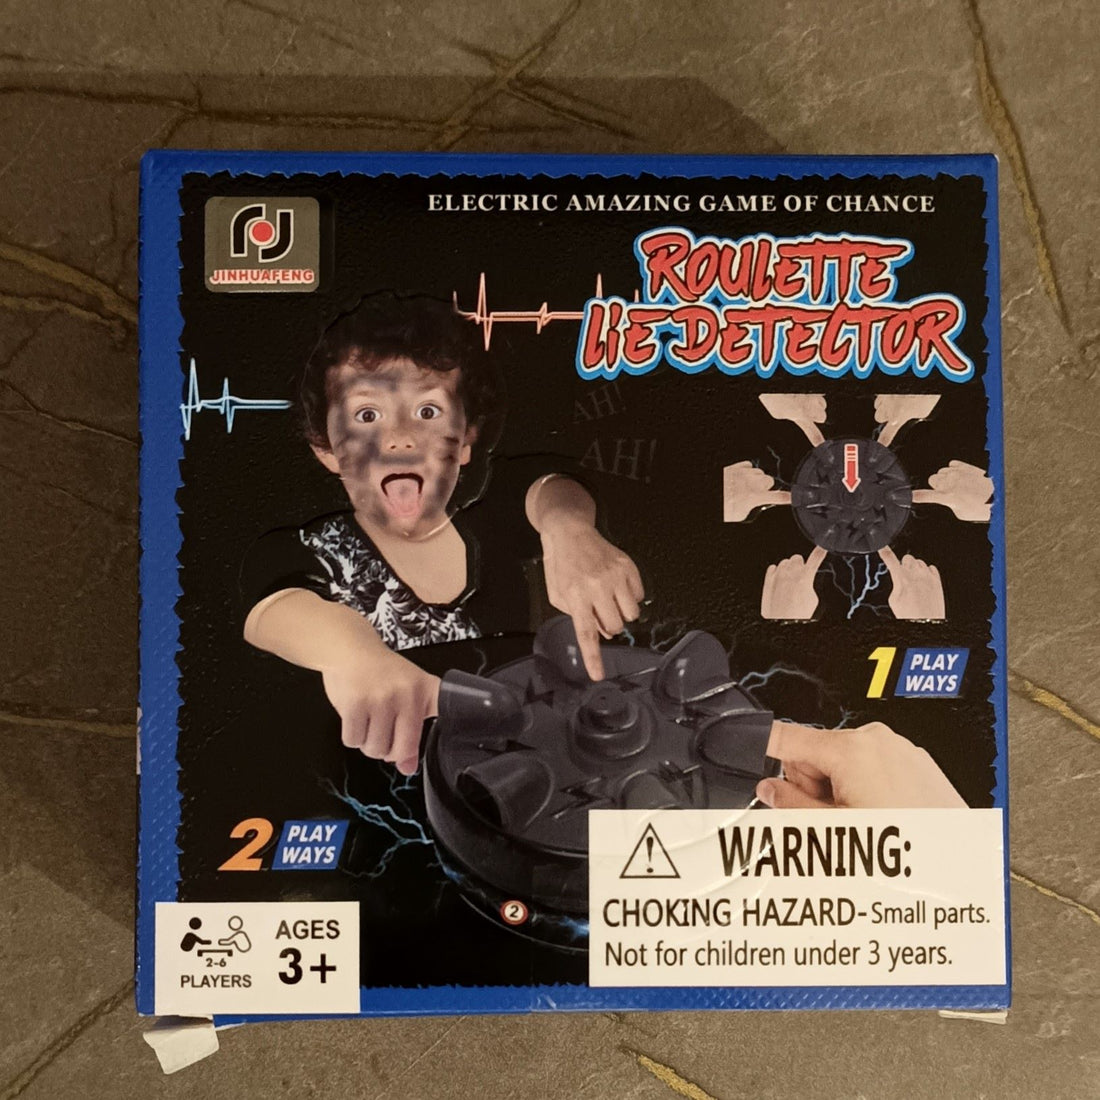 ELECTRIC AMAZING GAME OF CHANCE
JINHUAFENG
ROULETTE
LIE DETECTOR
AH!
AH!
1 PLAY
WAYS
2 PLAY
WAYS
2
2-6
PLAYERS
AGES
3+
WARNING:
CHOKING HAZARD-Small parts.
Not for children under 3 years.